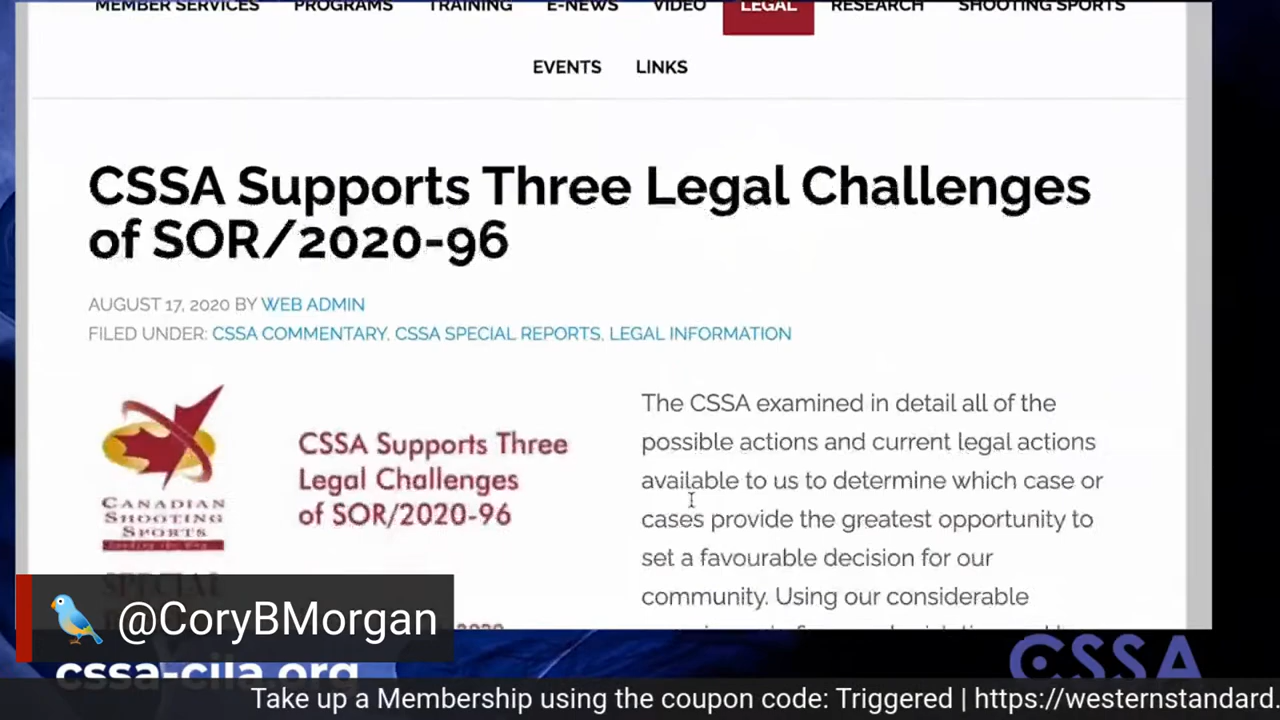 MEMBER SERVICES PROGRAMS TRAINING E-NEWS VIDEO LEGAL RESEARCH SHOOTING SPORTS
EVENTS LINKS
CSSA Supports Three Legal Challenges
of SOR/2020-96
AUGUST 17, 2020 BY WEB ADMIN
FILED UNDER: CSSA COMMENTARY, CSSA SPECIAL REPORTS, LEGAL INFORMATION
CANADIAN
SHOOTING
SPORTS
CSSA Supports Three
Legal Challenges
of SOR/2020-96
SPECIAL
The CSSA examined in detail all of the
possible actions and current legal actions
available to us to determine which case or
cases provide the greatest opportunity to
set a favourable decision for our
community. Using our considerable
@CoryBMorgan
cssa-cila.org
CSSA
Take up a Membership using the coupon code: Triggered | https://westernstandard.